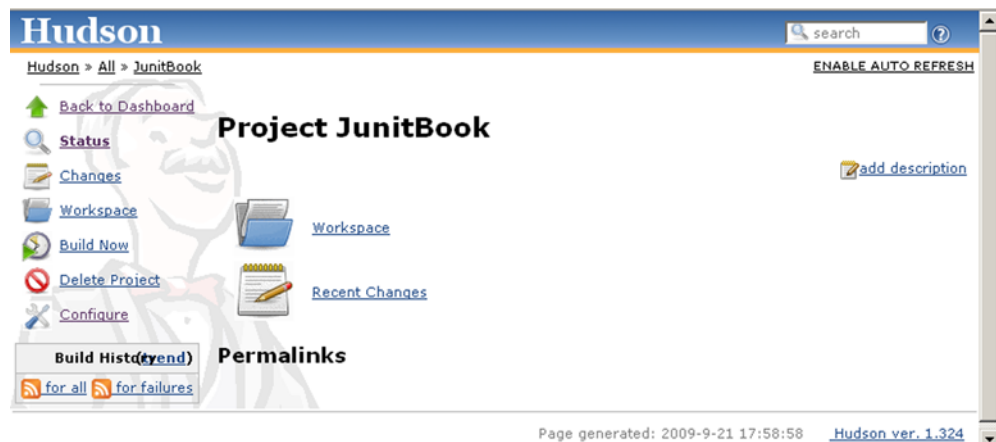 Hudson
search
Hudson » All » JunitBook
ENABLE AUTO REFRESH
Back to Dashboard
Status
Changes
Workspace
Build Now
Delete Project
Configure
Build History (trend)
for all for failures
Project JunitBook
add description
Workspace
Recent Changes
Permalinks
Page generated: 2009-9-21 17:58:58 Hudson ver. 1.324